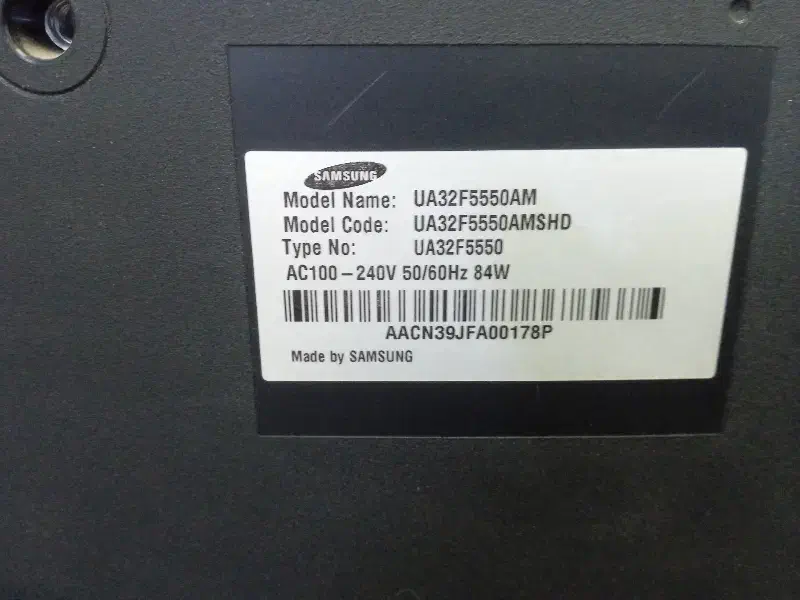 SAMSUNG
Model Name: UA32F5550AM
Model Code: UA32F5550AMSHD
Type No: UA32F5550
AC100-240V 50/60Hz 84W
AACN39JFA00178P
Made by SAMSUNG